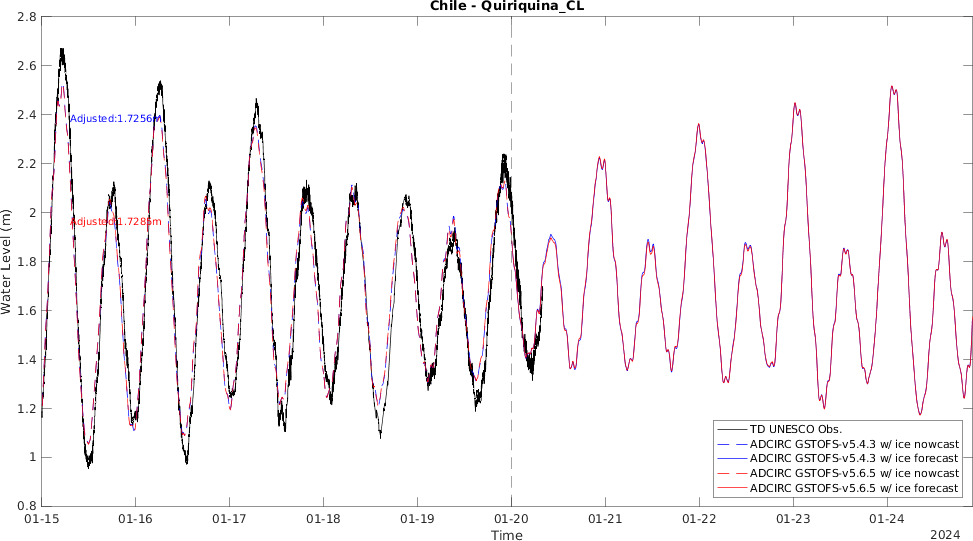 Chile - Quiriquina_CL
2.8
2.6
2.4
2.2
2
1.8
1.6
1.4
1.2
1
0.8
Water Level (m)
Adjusted:1.7256m
Adjusted:1.7285m
TD UNESCO Obs.
ADCIRC GSTOFS-v5.4.3 w/ ice nowcast
ADCIRC GSTOFS-v5.4.3 w/ ice forecast
ADCIRC GSTOFS-v5.6.5 w/ ice nowcast
ADCIRC GSTOFS-v5.6.5 w/ ice forecast
01-15 01-16 01-17 01-18 01-19 01-20 01-21 01-22 01-23 01-24
Time
2024